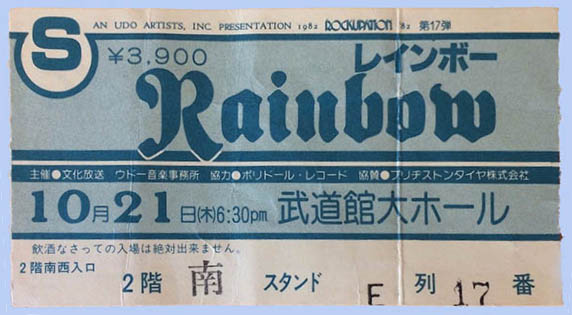 AN UDO ARTISTS, INC PRESENTATION 1982 ROCKUPATION '82 第17弾
S
¥3,900
レインボー
Rainbow
主催●文化放送 ウドー音楽事務所 協力●ポリドール・レコード 協賛●ブリヂストンタイヤ株式会社
10月21日(木)6:30pm 武道館大ホール
飲酒なさっての入場は絶対出来ません。
2階南西入口
2階 南 スタンド E 列 17 番